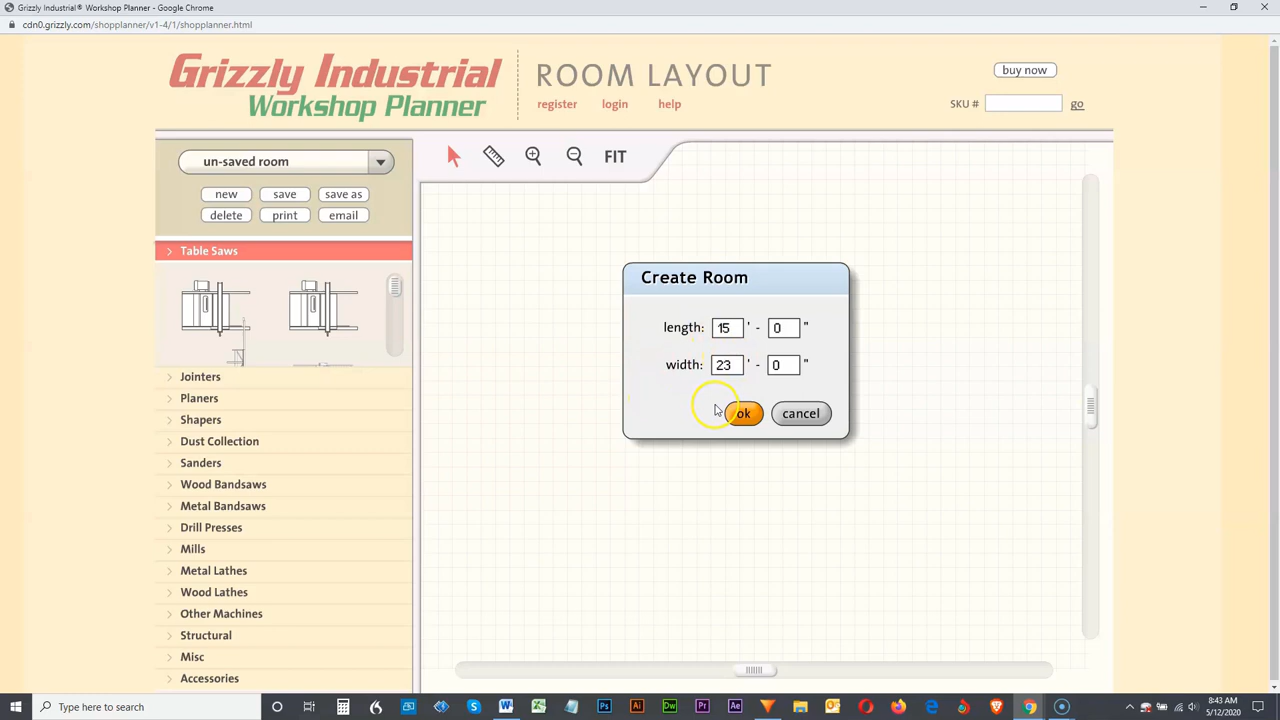 Grizzly Industrial® Workshop Planner - Google Chrome
cdn0.grizzly.com/shopplanner/v1-4/1/shopplanner.html
Grizzly Industrial
Workshop Planner
ROOM LAYOUT
register login help
buy now
SKU # go
un-saved room
new save save as
delete print email
FIT
Table Saws
Jointers
Planers
Shapers
Dust Collection
Sanders
Wood Bandsaws
Metal Bandsaws
Drill Presses
Mills
Metal Lathes
Wood Lathes
Other Machines
Structural
Misc
Accessories
Create Room
length: 15 ' - 0 "
width: 23 ' - 0 "
ok cancel
Type here to search
8:43 AM
5/12/2020